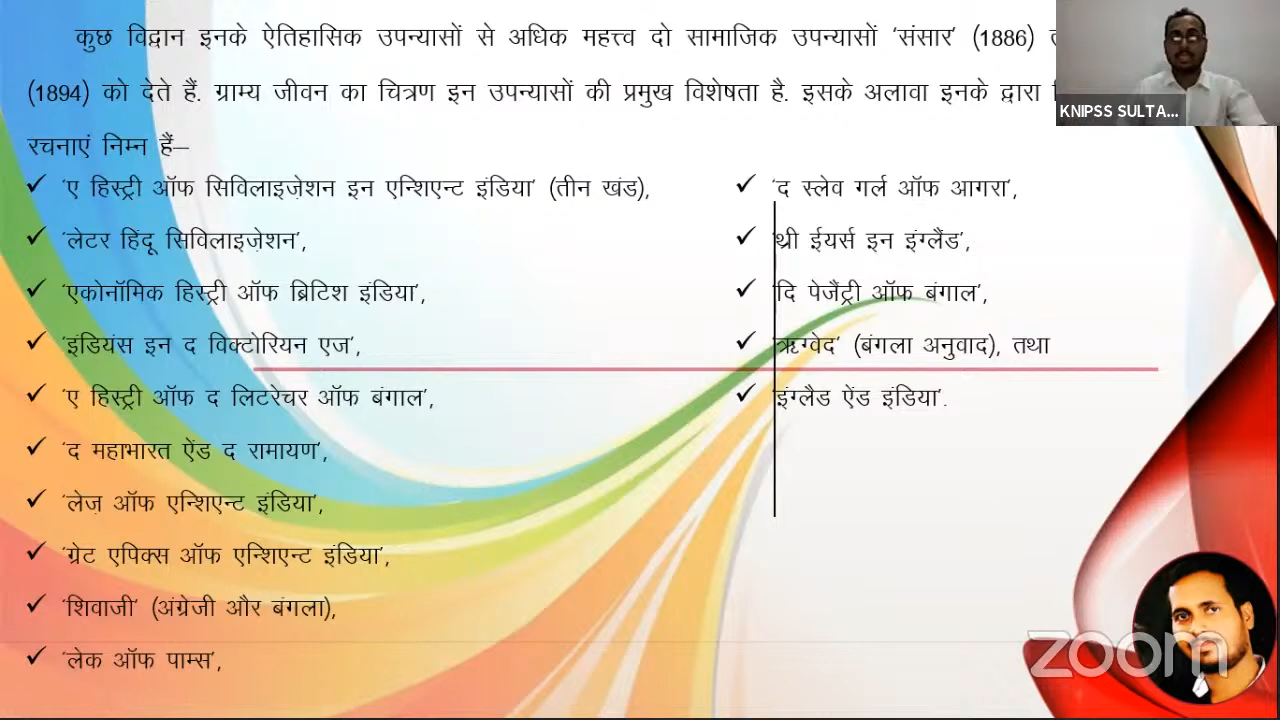 कुछ विद्वान इनके ऐतिहासिक उपन्यासों से अधिक महत्त्व दो सामाजिक उपन्यासों 'संसार' (1886)
(1894) को देते हैं. ग्राम्य जीवन का चित्रण इन उपन्यासों की प्रमुख विशेषता है. इसके अलावा इनके द्वारा
रचनाएं निम्न हैं–
✓ 'ए हिस्ट्री ऑफ सिविलाइज़ेशन इन एन्शिएन्ट इंडिया' (तीन खंड),
✓ 'लेटर हिंदू सिविलाइज़ेशन',
✓ 'एकोनॉमिक हिस्ट्री ऑफ ब्रिटिश इंडिया',
✓ 'इंडियंस इन द विक्टोरियन एज',
✓ 'ए हिस्ट्री ऑफ द लिटरेचर ऑफ बंगाल',
✓ 'द महाभारत ऐंड द रामायण',
✓ 'लेज़ ऑफ एन्शिएन्ट इंडिया',
✓ 'ग्रेट एपिक्स ऑफ एन्शिएन्ट इंडिया',
✓ 'शिवाजी' (अंग्रेजी और बंगला),
✓ 'लेक ऑफ पाम्स',
✓ 'द स्लेव गर्ल ऑफ आगरा',
✓ 'थ्री ईयर्स इन इंग्लैंड',
✓ 'दि पेजैंट्री ऑफ बंगाल',
✓ 'ऋग्वेद' (बंगला अनुवाद), तथा
✓ 'इंग्लैड ऐंड इंडिया'.
KNIPSS SULTA...
zoom